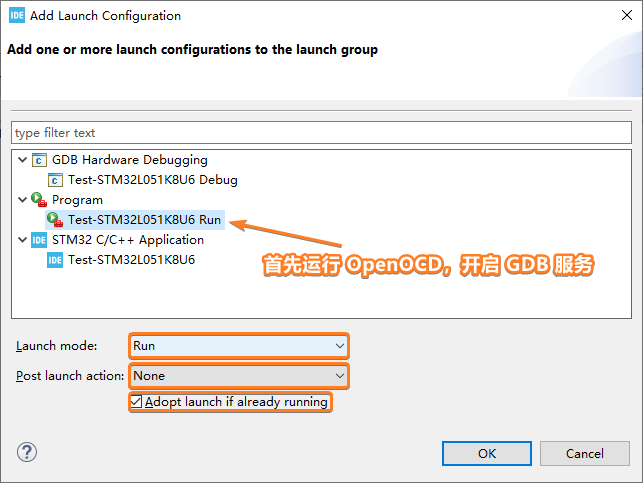 IDE Add Launch Configuration
Add one or more launch configurations to the launch group
type filter text
GDB Hardware Debugging
Test-STM32L051K8U6 Debug
Program
Test-STM32L051K8U6 Run
IDE STM32 C/C++ Application
IDE Test-STM32L051K8U6
首先运行 OpenOCD，开启 GDB 服务
Launch mode: Run
Post launch action: None
Adopt launch if already running
OK Cancel